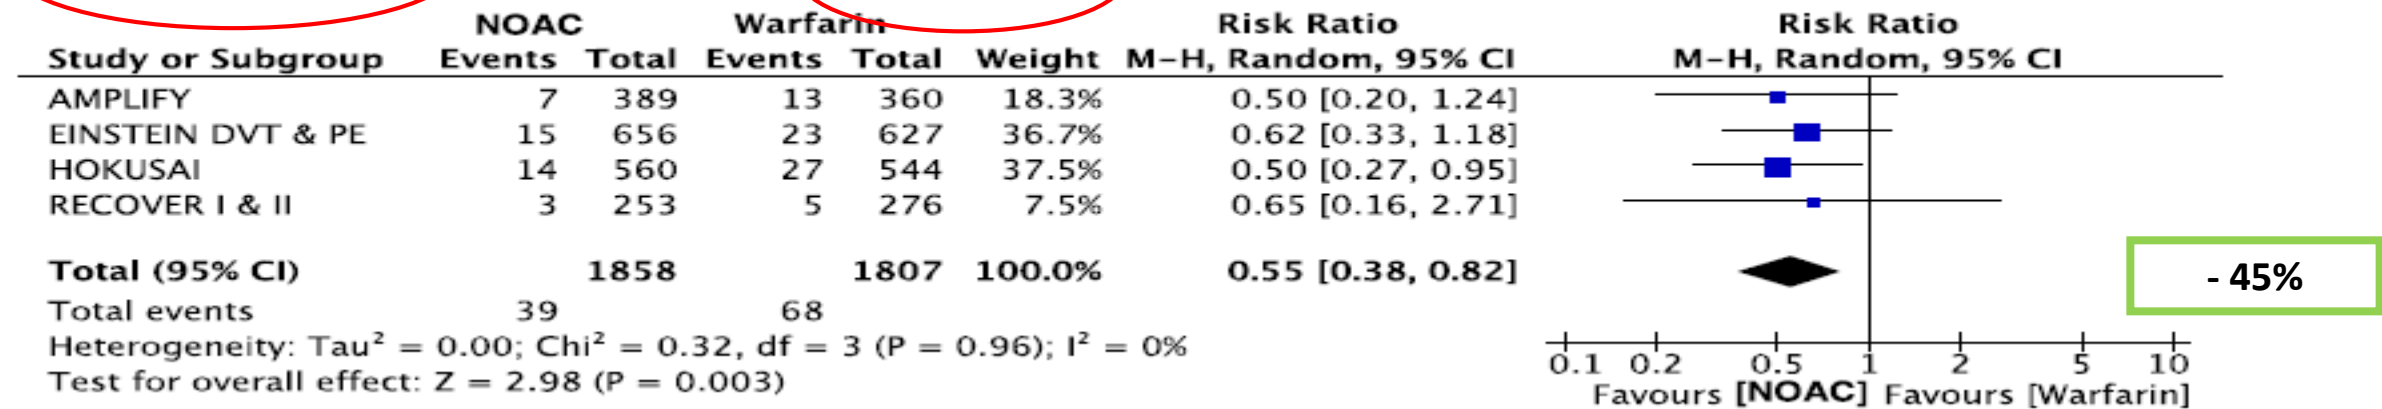 NOAC Warfarin Risk Ratio Risk Ratio
Study or Subgroup Events Total Events Total Weight M-H, Random, 95% CI M-H, Random, 95% CI
AMPLIFY 7 389 13 360 18.3% 0.50 [0.20, 1.24]
EINSTEIN DVT & PE 15 656 23 627 36.7% 0.62 [0.33, 1.18]
HOKUSAI 14 560 27 544 37.5% 0.50 [0.27, 0.95]
RECOVER I & II 3 253 5 276 7.5% 0.65 [0.16, 2.71]
Total (95% CI) 1858 1807 100.0% 0.55 [0.38, 0.82]
- 45%
Total events 39 68
Heterogeneity: Tau² = 0.00; Chi² = 0.32, df = 3 (P = 0.96); I² = 0%
Test for overall effect: Z = 2.98 (P = 0.003)
0.1 0.2 0.5 1 2 5 10
Favours [NOAC] Favours [Warfarin]